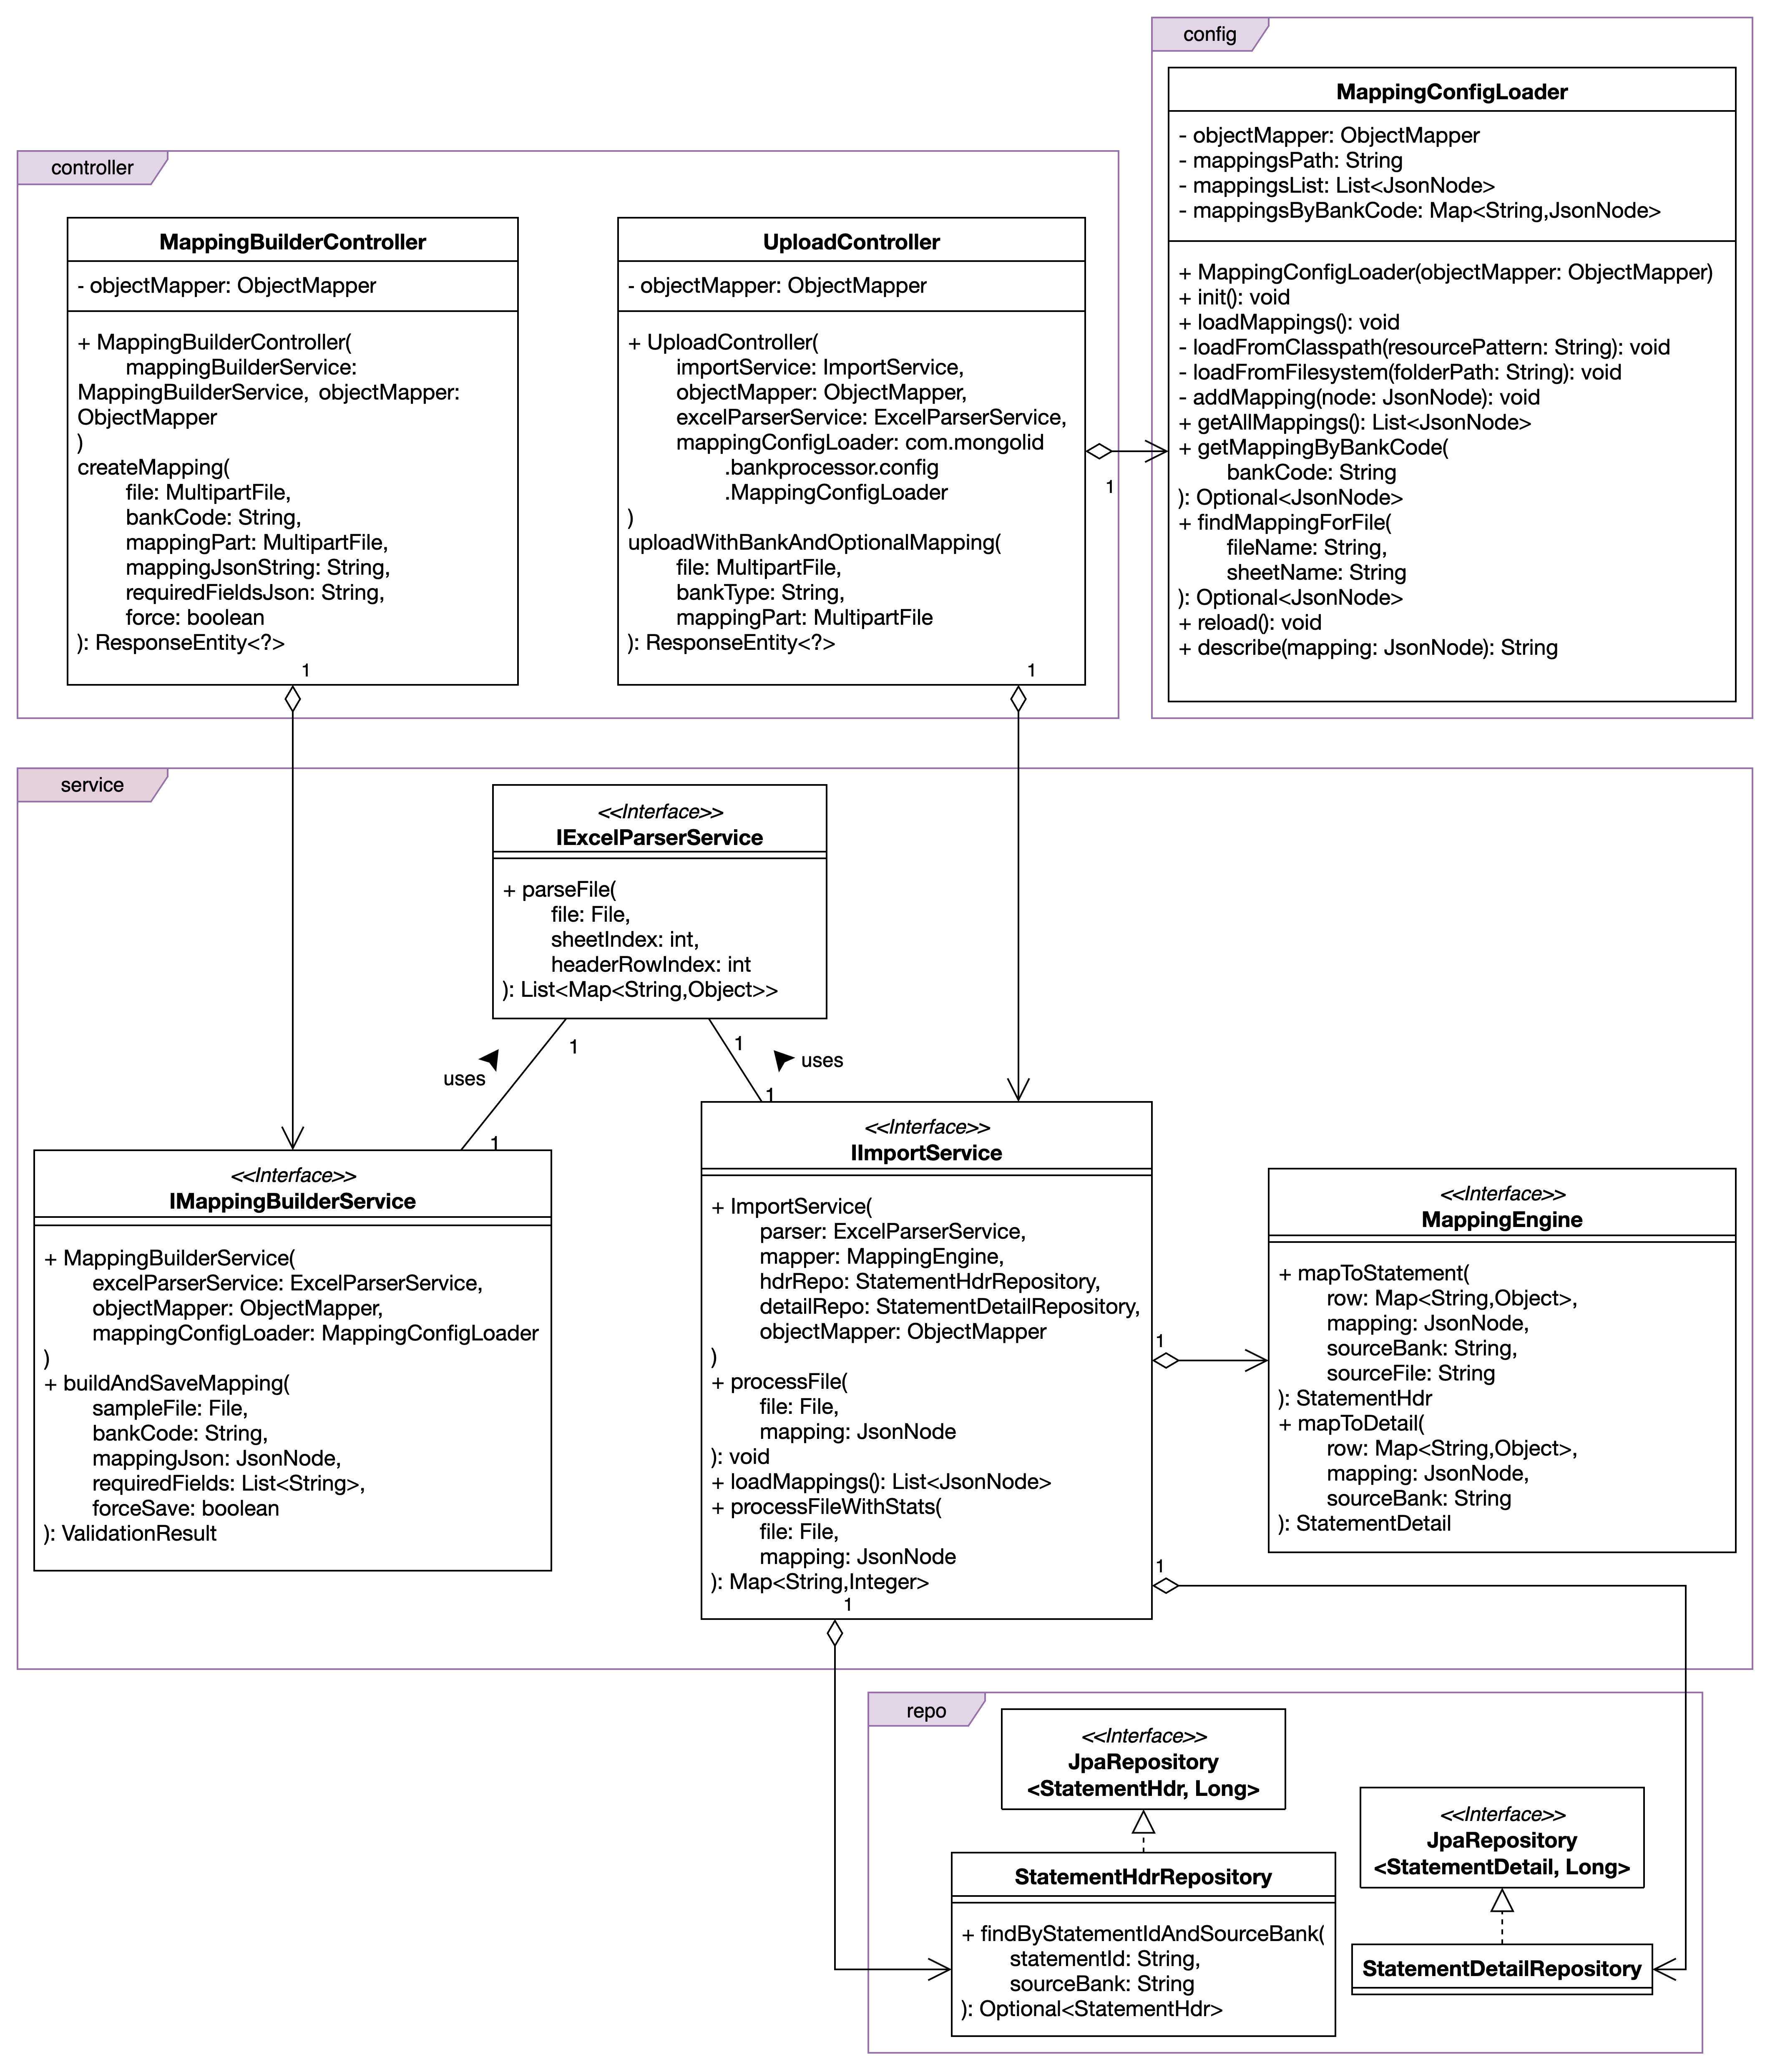 config
MappingConfigLoader
- objectMapper: ObjectMapper
- mappingsPath: String
- mappingsList: List<JsonNode>
- mappingsByBankCode: Map<String,JsonNode>
+ MappingConfigLoader(objectMapper: ObjectMapper)
+ init(): void
+ loadMappings(): void
- loadFromClasspath(resourcePattern: String): void
- loadFromFilesystem(folderPath: String): void
- addMapping(node: JsonNode): void
+ getAllMappings(): List<JsonNode>
+ getMappingByBankCode(
bankCode: String
): Optional<JsonNode>
+ findMappingForFile(
fileName: String,
sheetName: String
): Optional<JsonNode>
+ reload(): void
+ describe(mapping: JsonNode): String
controller
MappingBuilderController
- objectMapper: ObjectMapper
+ MappingBuilderController(
mappingBuilderService:
MappingBuilderService, objectMapper:
ObjectMapper
)
createMapping(
file: MultipartFile,
bankCode: String,
mappingPart: MultipartFile,
mappingJsonString: String,
requiredFieldsJson: String,
force: boolean
): ResponseEntity<?>
1
UploadController
- objectMapper: ObjectMapper
+ UploadController(
importService: ImportService,
objectMapper: ObjectMapper,
excelParserService: ExcelParserService,
mappingConfigLoader: com.mongolid
.bankprocessor.config
.MappingConfigLoader
)
uploadWithBankAndOptionalMapping(
file: MultipartFile,
bankType: String,
mappingPart: MultipartFile
): ResponseEntity<?>
1
1
service
<<Interface>>
IExcelParserService
+ parseFile(
file: File,
sheetIndex: int,
headerRowIndex: int
): List<Map<String,Object>>
1
uses
1
1
uses
1
<<Interface>>
IMappingBuilderService
+ MappingBuilderService(
excelParserService: ExcelParserService,
objectMapper: ObjectMapper,
mappingConfigLoader: MappingConfigLoader
)
+ buildAndSaveMapping(
sampleFile: File,
bankCode: String,
mappingJson: JsonNode,
requiredFields: List<String>,
forceSave: boolean
): ValidationResult
<<Interface>>
IImportService
+ ImportService(
parser: ExcelParserService,
mapper: MappingEngine,
hdrRepo: StatementHdrRepository,
detailRepo: StatementDetailRepository,
objectMapper: ObjectMapper
)
+ processFile(
file: File,
mapping: JsonNode
): void
+ loadMappings(): List<JsonNode>
+ processFileWithStats(
file: File,
mapping: JsonNode
): Map<String,Integer>
1
1
1
<<Interface>>
MappingEngine
+ mapToStatement(
row: Map<String,Object>,
mapping: JsonNode,
sourceBank: String,
sourceFile: String
): StatementHdr
+ mapToDetail(
row: Map<String,Object>,
mapping: JsonNode,
sourceBank: String
): StatementDetail
repo
<<Interface>>
JpaRepository
<StatementHdr, Long>
StatementHdrRepository
+ findByStatementIdAndSourceBank(
statementId: String,
sourceBank: String
): Optional<StatementHdr>
<<Interface>>
JpaRepository
<StatementDetail, Long>
StatementDetailRepository